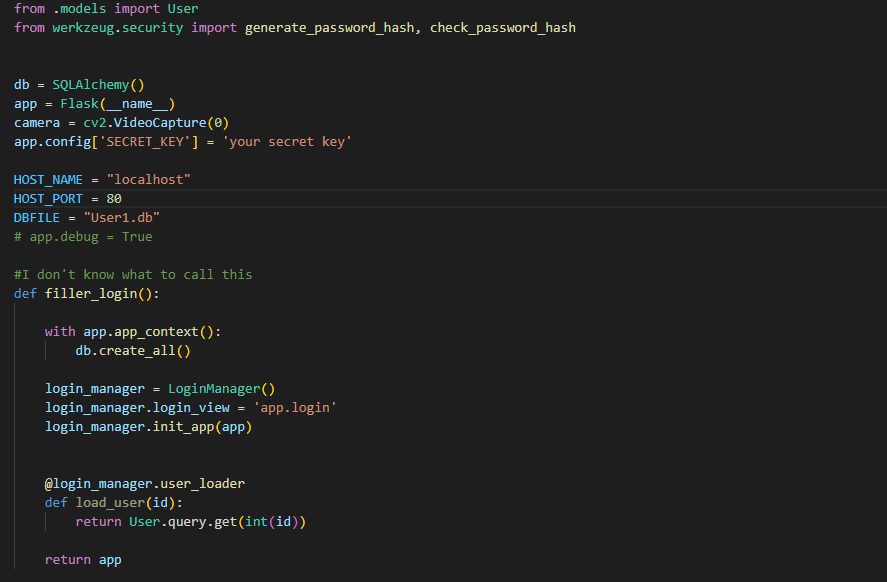 from .models import User
from werkzeug.security import generate_password_hash, check_password_hash
db = SQLAlchemy()
app = Flask(__name__)
camera = cv2.VideoCapture(0)
app.config['SECRET_KEY'] = 'your secret key'
HOST_NAME = "localhost"
HOST_PORT = 80
DBFILE = "User1.db"
# app.debug = True
#I don't know what to call this
def filler_login():
    with app.app_context():
        db.create_all()
    login_manager = LoginManager()
    login_manager.login_view = 'app.login'
    login_manager.init_app(app)
    @login_manager.user_loader
    def load_user(id):
        return User.query.get(int(id))
    return app